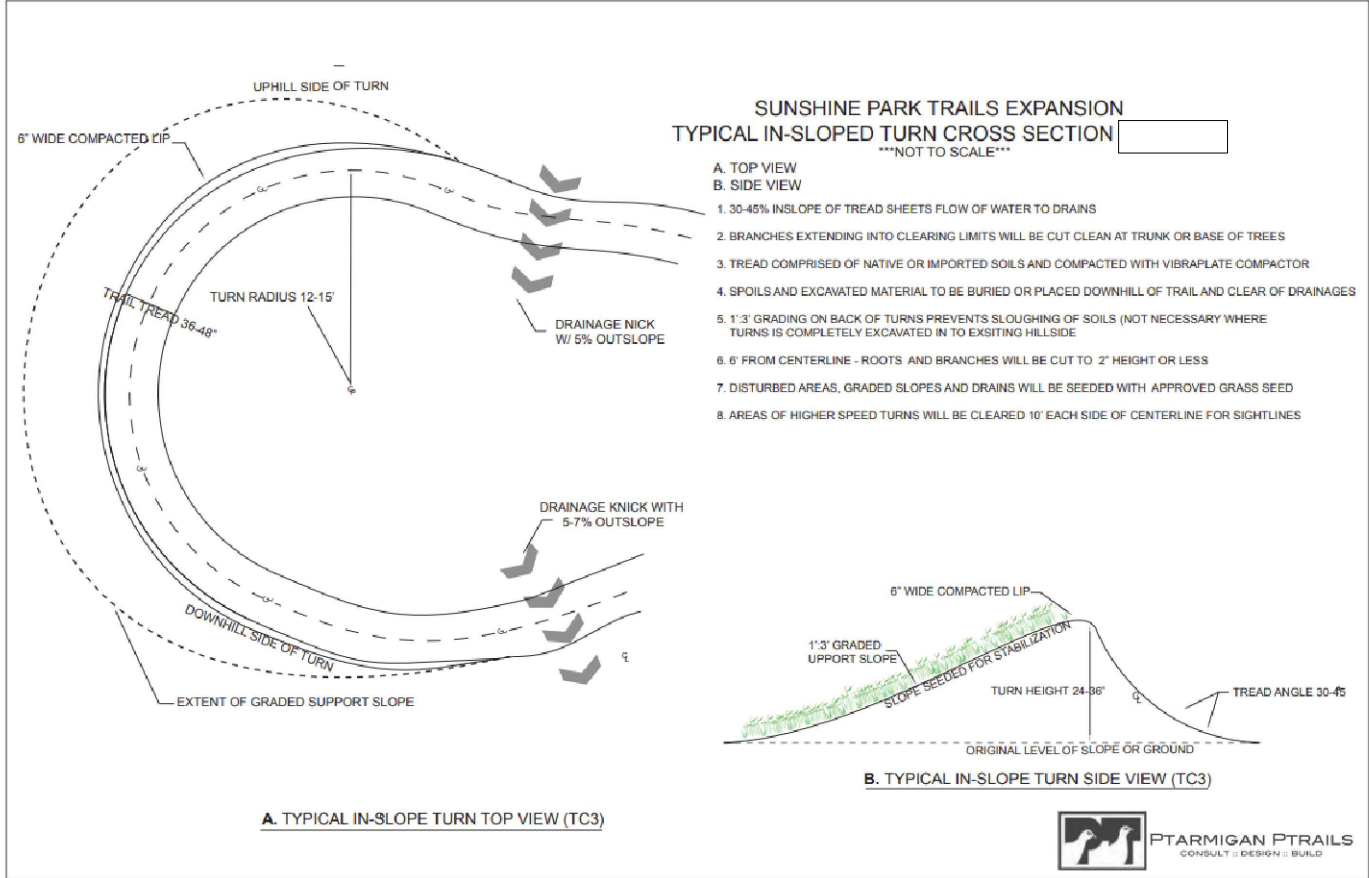 UPHILL SIDE OF TURN
6" WIDE COMPACTED LIP
TRAIL TREAD 36-48"
TURN RADIUS 12-15'
DRAINAGE NICK
W/ 5% OUTSLOPE
DRAINAGE KNICK WITH
5-7% OUTSLOPE
DOWNHILL SIDE OF TURN
EXTENT OF GRADED SUPPORT SLOPE
A. TYPICAL IN-SLOPE TURN TOP VIEW (TC3)
SUNSHINE PARK TRAILS EXPANSION
TYPICAL IN-SLOPED TURN CROSS SECTION
***NOT TO SCALE***
A. TOP VIEW
B. SIDE VIEW
1. 30-45% INSLOPE OF TREAD SHEETS FLOW OF WATER TO DRAINS
2. BRANCHES EXTENDING INTO CLEARING LIMITS WILL BE CUT CLEAN AT TRUNK OR BASE OF TREES
3. TREAD COMPRISED OF NATIVE OR IMPORTED SOILS AND COMPACTED WITH VIBRAPLATE COMPACTOR
4. SPOILS AND EXCAVATED MATERIAL TO BE BURIED OR PLACED DOWNHILL OF TRAIL AND CLEAR OF DRAINAGES
5. 1':3' GRADING ON BACK OF TURNS PREVENTS SLOUGHING OF SOILS (NOT NECESSARY WHERE
TURNS IS COMPLETELY EXCAVATED IN TO EXSITING HILLSIDE
6. 6' FROM CENTERLINE - ROOTS AND BRANCHES WILL BE CUT TO 2" HEIGHT OR LESS
7. DISTURBED AREAS, GRADED SLOPES AND DRAINS WILL BE SEEDED WITH APPROVED GRASS SEED
8. AREAS OF HIGHER SPEED TURNS WILL BE CLEARED 10' EACH SIDE OF CENTERLINE FOR SIGHTLINES
6" WIDE COMPACTED LIP
1':3' GRADED
UPPORT SLOPE
SLOPE SEEDED FOR STABILIZATION
TURN HEIGHT 24-36"
TREAD ANGLE 30-45°
ORIGINAL LEVEL OF SLOPE OR GROUND
B. TYPICAL IN-SLOPE TURN SIDE VIEW (TC3)
PTARMIGAN PTRAILS
CONSULT :: DESIGN :: BUILD